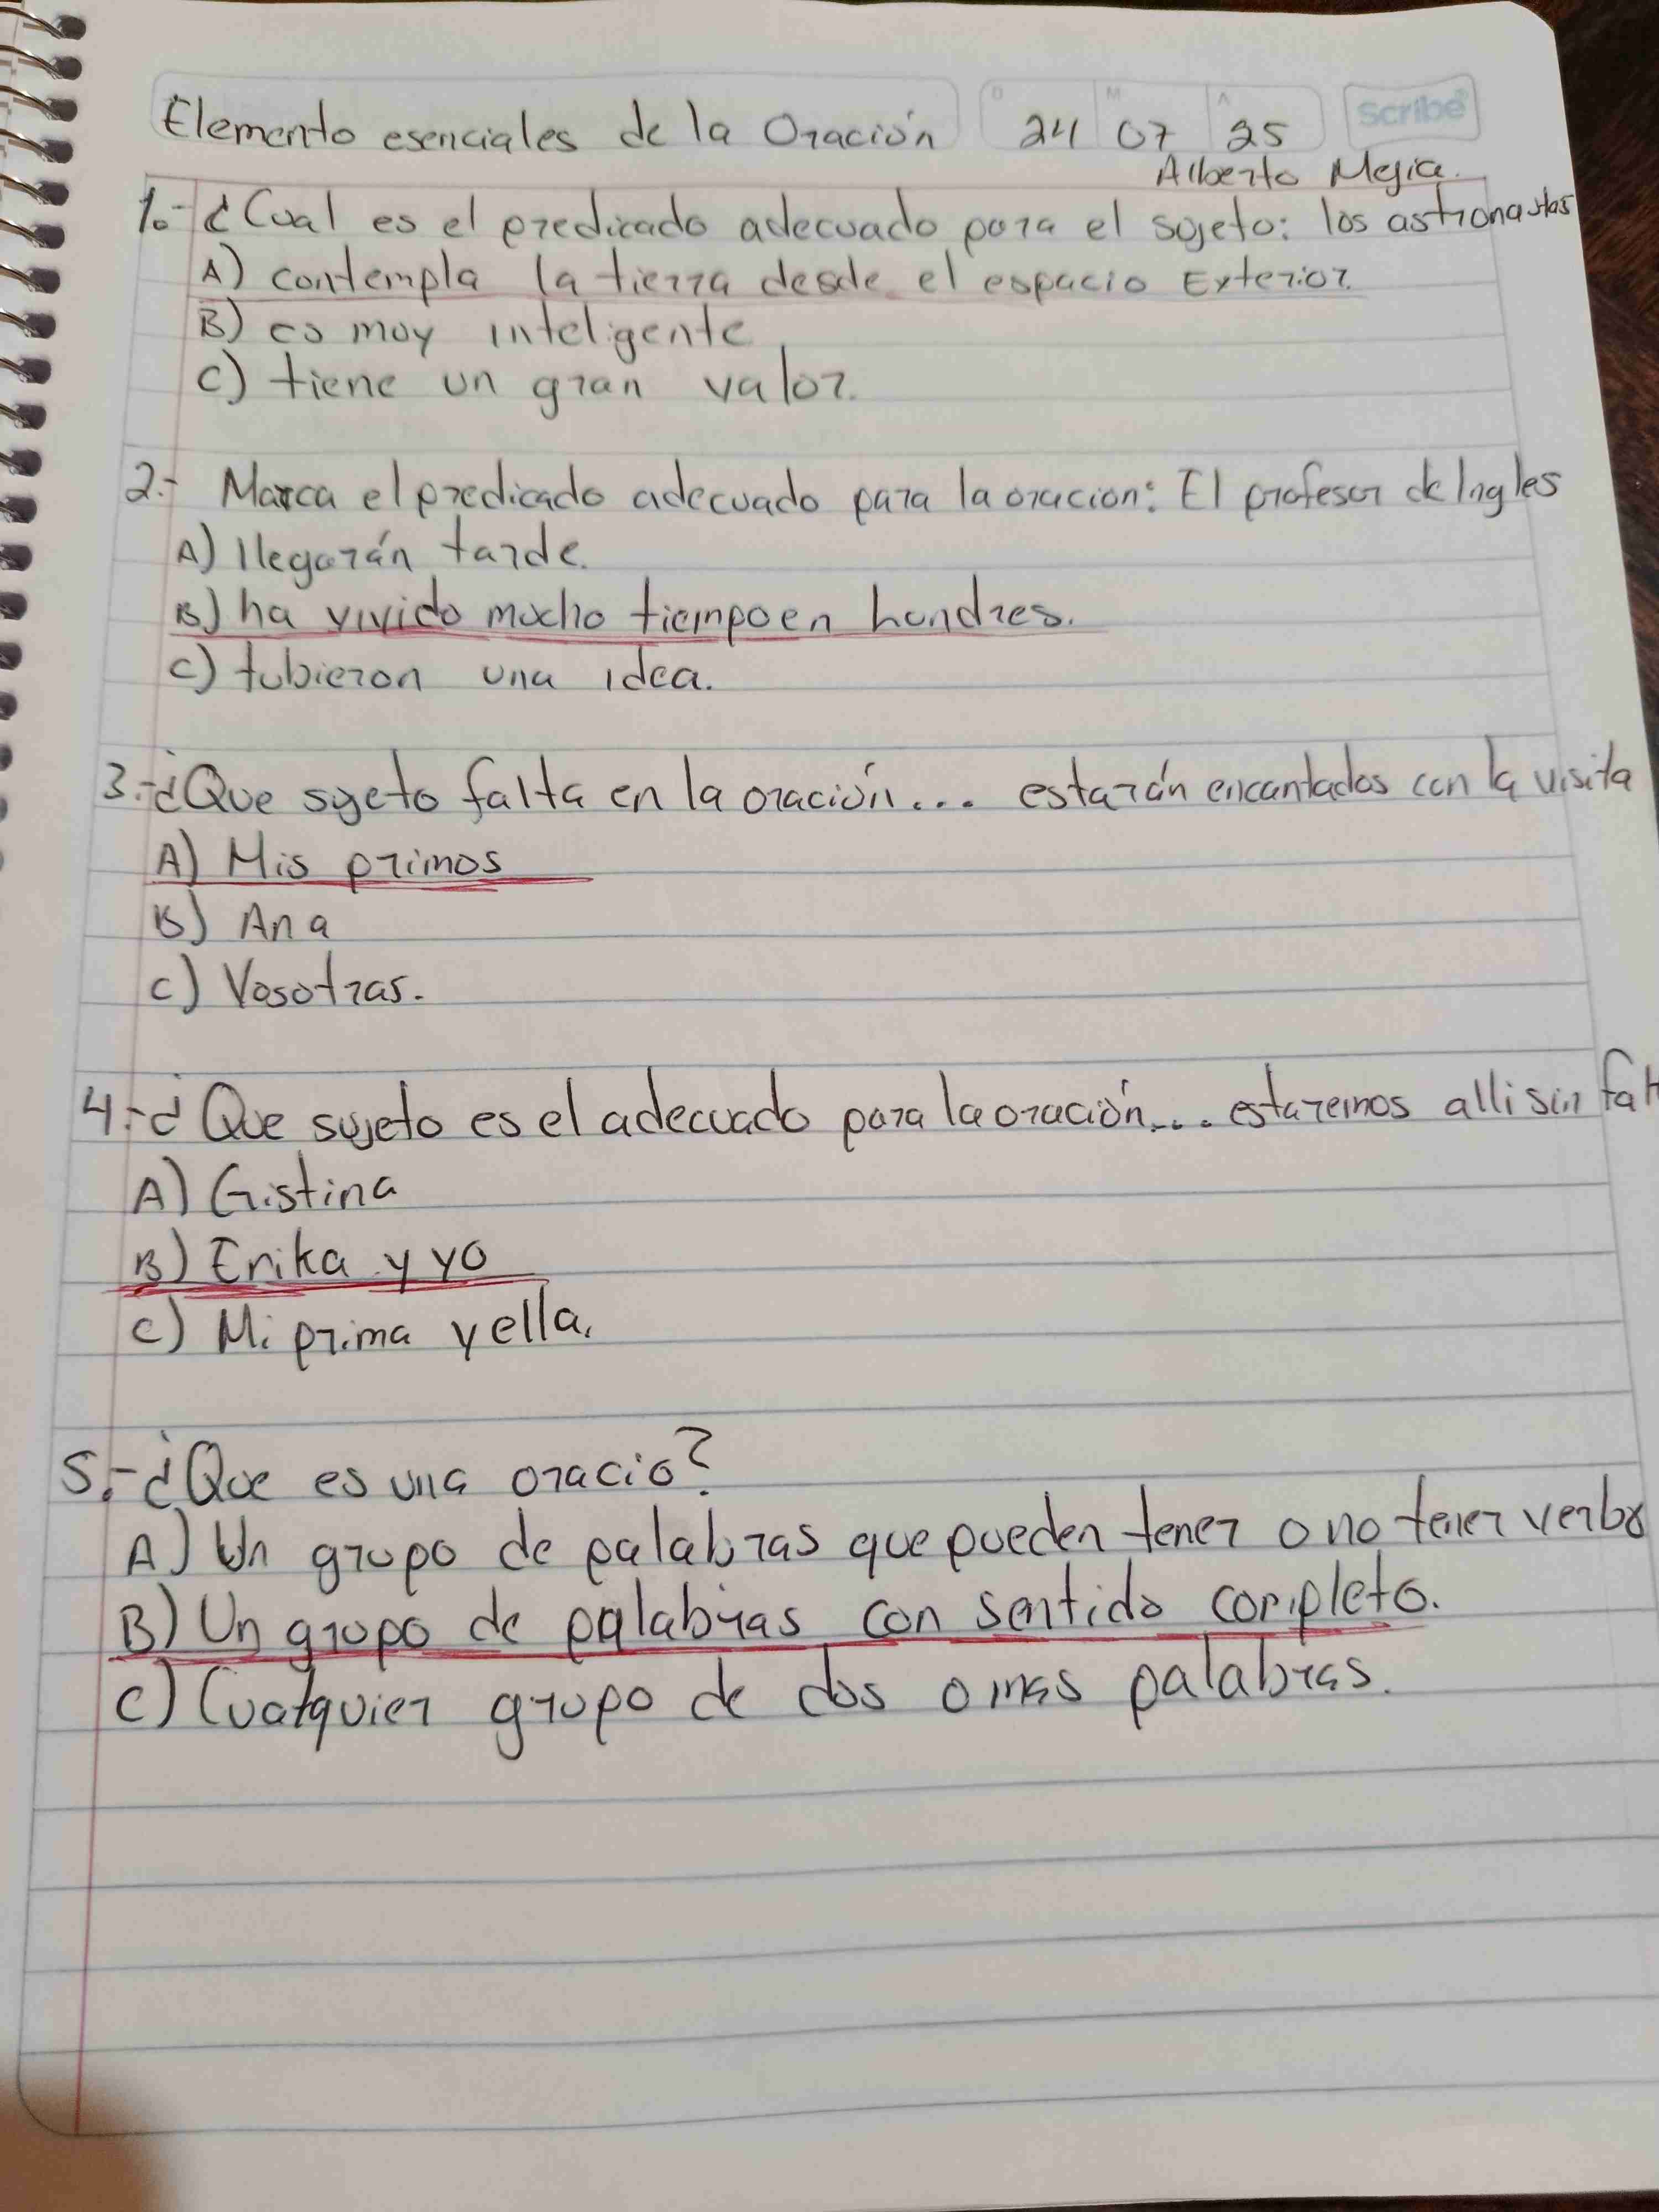 Elemento esenciales de la Oración
D M A
24 07 25
Scribe
Alberto Mejia.
1.- ¿Cual es el predicado adecuado para el sujeto: los astronautas
A) contempla la tierra desde el espacio Exterior.
B) es muy inteligente
C) tiene un gran valor.
2.- Marca el predicado adecuado para la oracion: El profesor de Ingles
A) llegarán tarde.
B) ha vivido mucho tiempo en hondres.
C) tubieron una idea.
3.- ¿Que sujeto falta en la oración... estarán encantados con la visita
A) Mis primos
B) Ana
C) Vosotras.
4.- ¿Que sujeto es el adecuado para la oración... estaremos alli sin falt
A) Cristina
B) Erika y yo
C) Mi prima y ella.
5.- ¿Que es una oracio?
A) Un grupo de palabras que pueden tener o no tener verbo
B) Un grupo de palabras con sentido completo.
C) Cualquier grupo de dos o mas palabras.